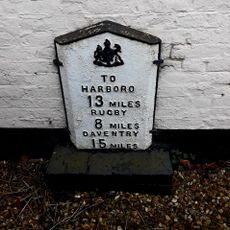 TO
HARBORO
13 MILES
RUGBY
8 MILES
DAVENTRY
15 MILES